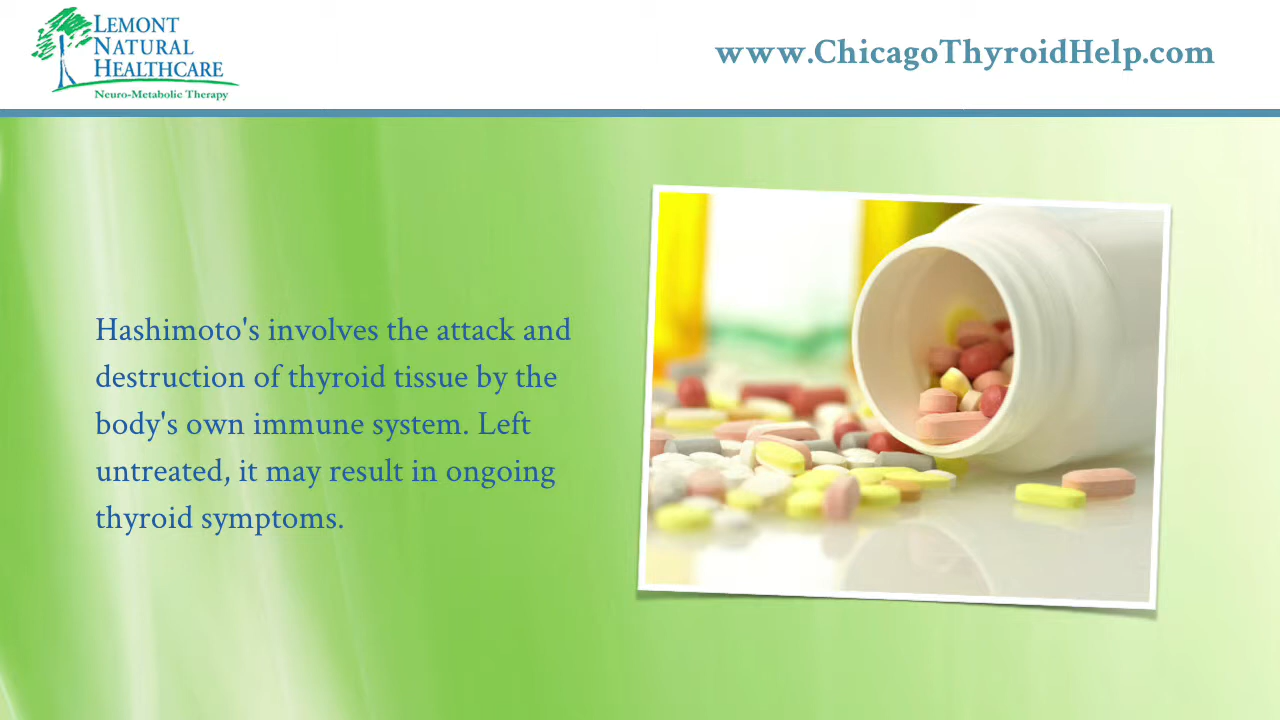 LEMONT
NATURAL
HEALTHCARE
Neuro-Metabolic Therapy
www.ChicagoThyroidHelp.com
Hashimoto's involves the attack and
destruction of thyroid tissue by the
body's own immune system. Left
untreated, it may result in ongoing
thyroid symptoms.